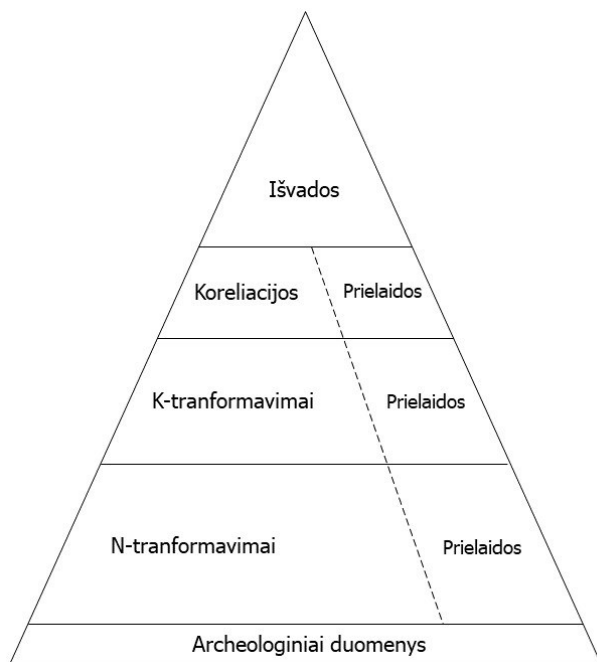 Išvados
Koreliacijos
Prielaidos
K-tranformavimai
Prielaidos
N-tranformavimai
Prielaidos
Archeologiniai duomenys